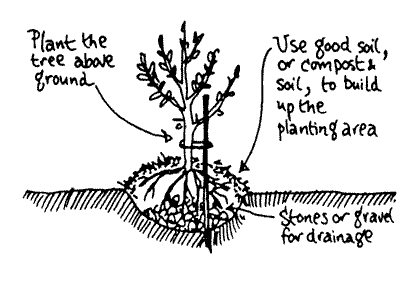 Plant the
tree above
ground
Use good soil,
or compost &
soil, to build
up the
planting area
Stones or gravel
for drainage